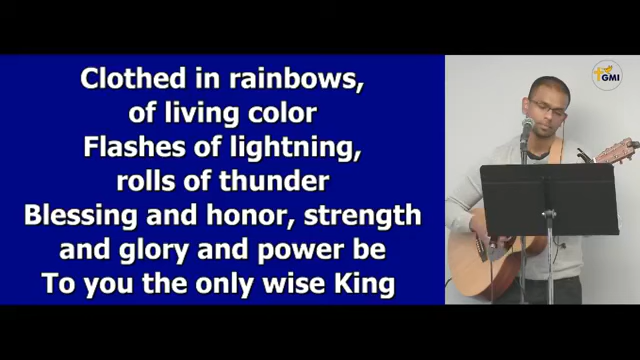 Clothed in rainbows,
of living color
Flashes of lightning,
rolls of thunder
Blessing and honor, strength
and glory and power be
To you the only wise King
GMI